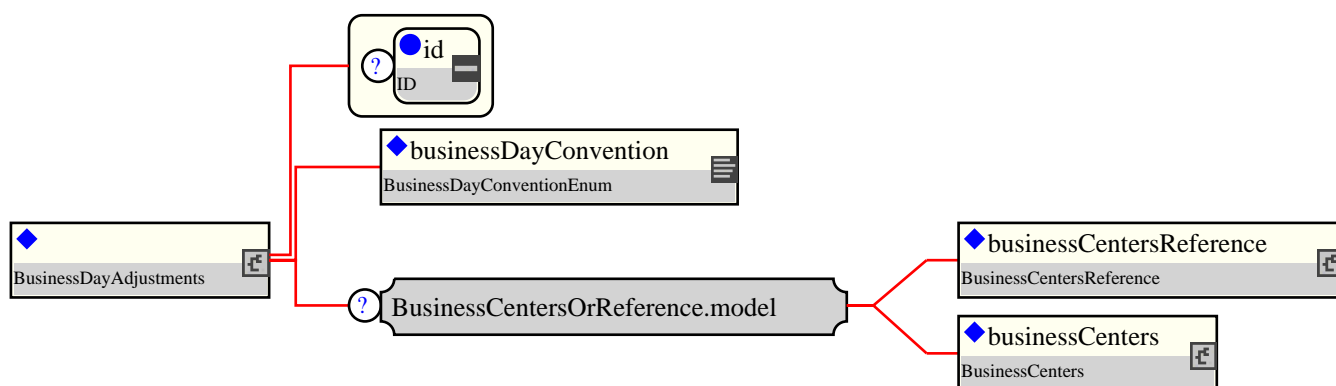 id
?
ID
businessDayConvention
BusinessDayConventionEnum
BusinessDayAdjustments
businessCentersReference
BusinessCentersReference
?
BusinessCentersOrReference.model
businessCenters
BusinessCenters